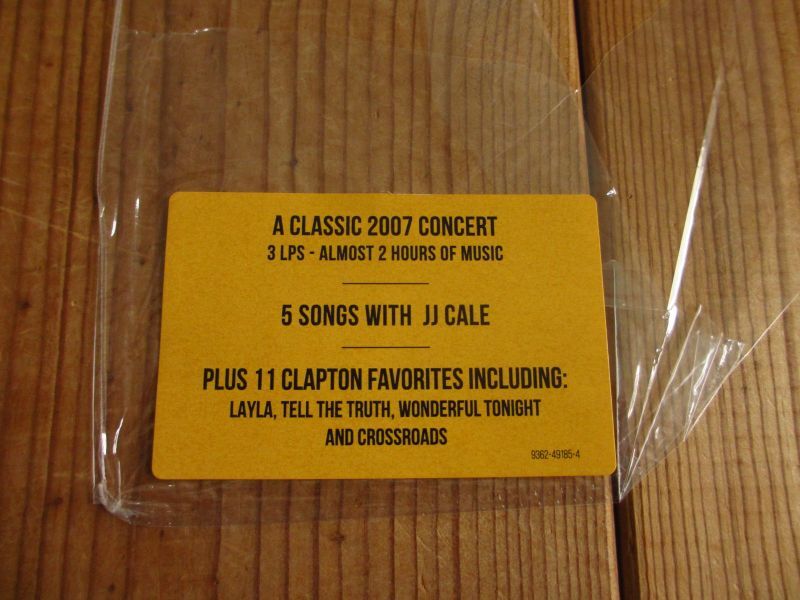 A CLASSIC 2007 CONCERT
3 LPS - ALMOST 2 HOURS OF MUSIC
5 SONGS WITH JJ CALE
PLUS 11 CLAPTON FAVORITES INCLUDING:
LAYLA, TELL THE TRUTH, WONDERFUL TONIGHT
AND CROSSROADS
9362-49185-4